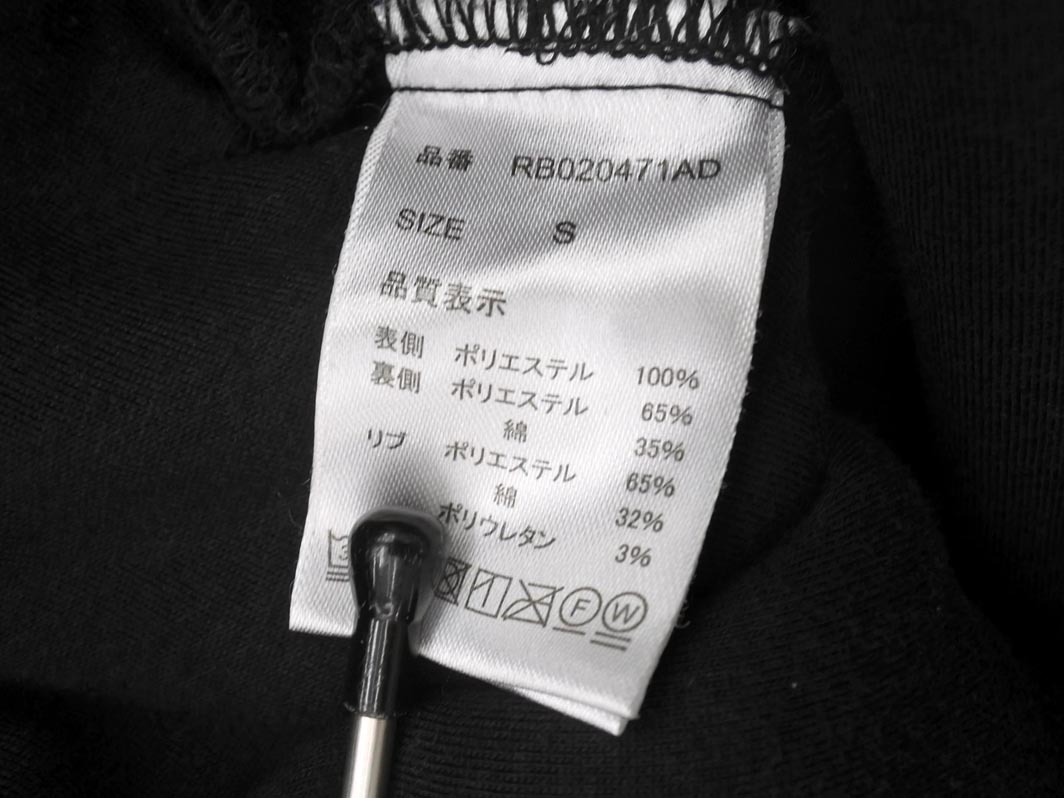 品番 RB020471AD
SIZE S
品質表示
表側 ポリエステル 100%
裏側 ポリエステル 65%
綿 35%
リブ ポリエステル 65%
綿 32%
ポリウレタン 3%
F W